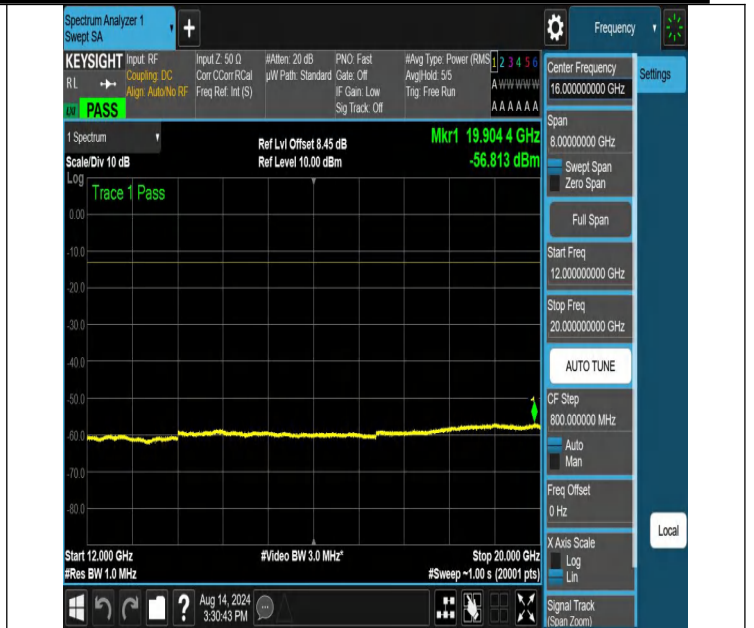 Spectrum Analyzer 1
Swept SA
+
Frequency
KEYSIGHT
RL
PASS
Input: RF
Coupling: DC
Align: Auto/No RF
Input Z: 50 Ω
Corr CCorr RCal
Freq Ref: Int (S)
#Atten: 20 dB
µW Path: Standard
PNO: Fast
Gate: Off
IF Gain: Low
Sig Track: Off
#Avg Type: Power (RMS
Avg|Hold: 5/5
Trig: Free Run
1 2 3 4 5 6
A W W W W W
A A A A A A
1 Spectrum
Scale/Div 10 dB
Ref Lvl Offset 8.45 dB
Ref Level 10.00 dBm
Mkr1 19.904 4 GHz
-56.813 dBm
Log
Trace 1 Pass
0.00
-10.0
-20.0
-30.0
-40.0
-50.0
-60.0
-70.0
-80.0
1
Start 12.000 GHz
#Res BW 1.0 MHz
#Video BW 3.0 MHz*
Stop 20.000 GHz
#Sweep ~1.00 s (20001 pts)
?
Aug 14, 2024
3:30:43 PM
Center Frequency
16.000000000 GHz
Settings
Span
8.00000000 GHz
Swept Span
Zero Span
Full Span
Start Freq
12.000000000 GHz
Stop Freq
20.000000000 GHz
AUTO TUNE
CF Step
800.000000 MHz
Auto
Man
Freq Offset
0 Hz
X Axis Scale
Log
Lin
Local
Signal Track
(Span Zoom)